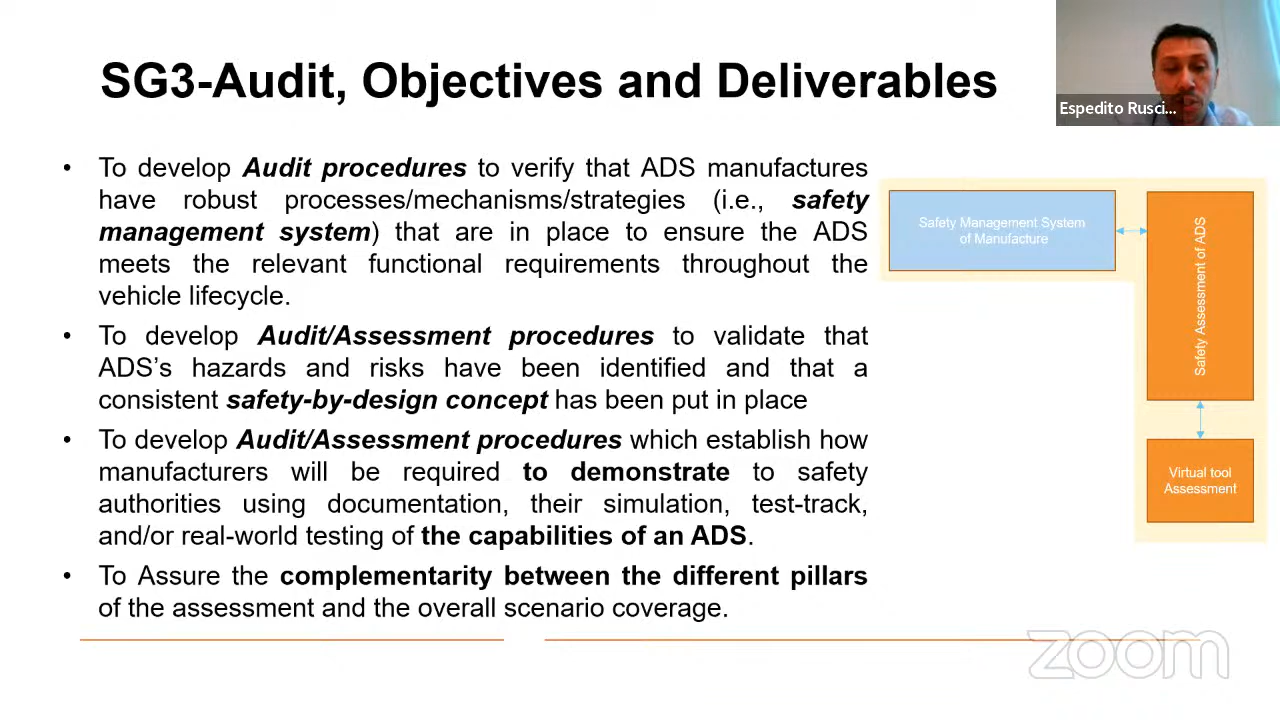 SG3-Audit, Objectives and Deliverables
Espedito Rusci...
• To develop Audit procedures to verify that ADS manufactures
have robust processes/mechanisms/strategies (i.e., safety
management system) that are in place to ensure the ADS
meets the relevant functional requirements throughout the
vehicle lifecycle.
• To develop Audit/Assessment procedures to validate that
ADS’s hazards and risks have been identified and that a
consistent safety-by-design concept has been put in place
• To develop Audit/Assessment procedures which establish how
manufacturers will be required to demonstrate to safety
authorities using documentation, their simulation, test-track,
and/or real-world testing of the capabilities of an ADS.
• To Assure the complementarity between the different pillars
of the assessment and the overall scenario coverage.
Safety Management System
of Manufacture
Safety Assessment of ADS
Virtual tool
Assessment
zoom